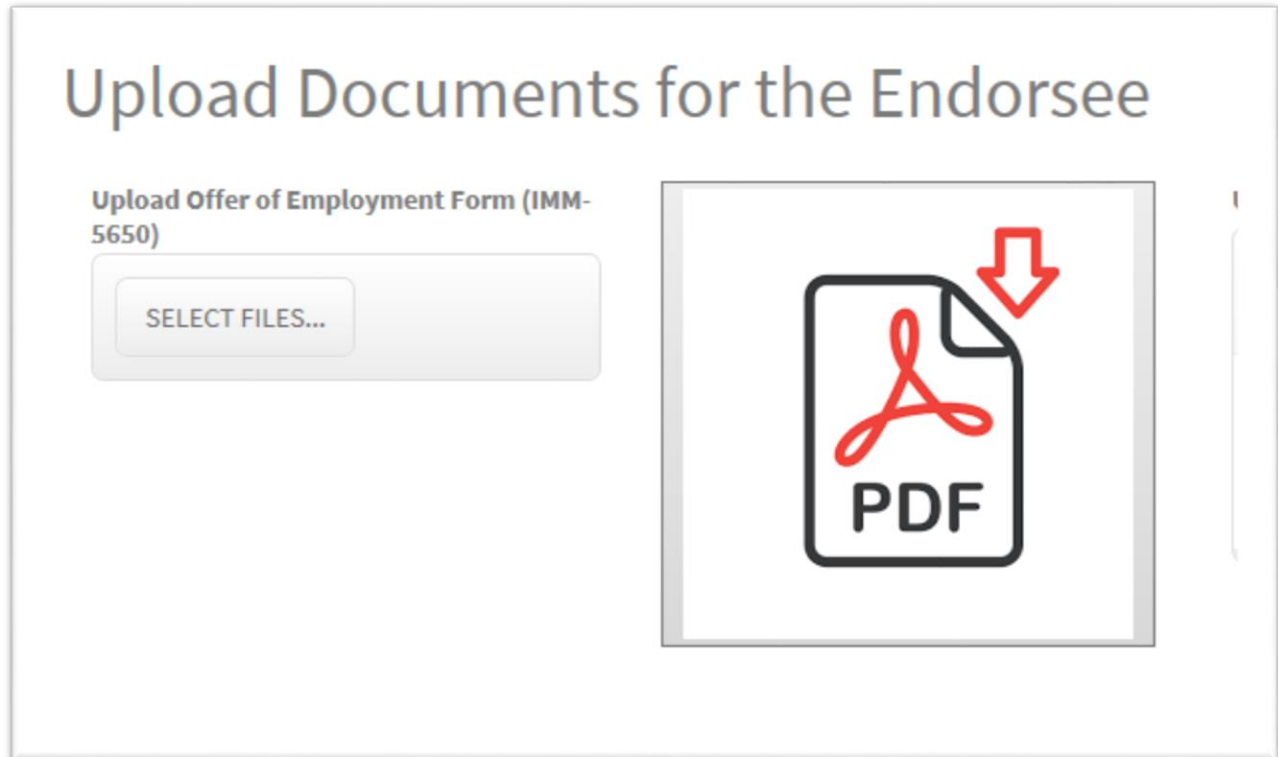 Upload Documents for the Endorsee
Upload Offer of Employment Form (IMM-
5650)
SELECT FILES...
PDF